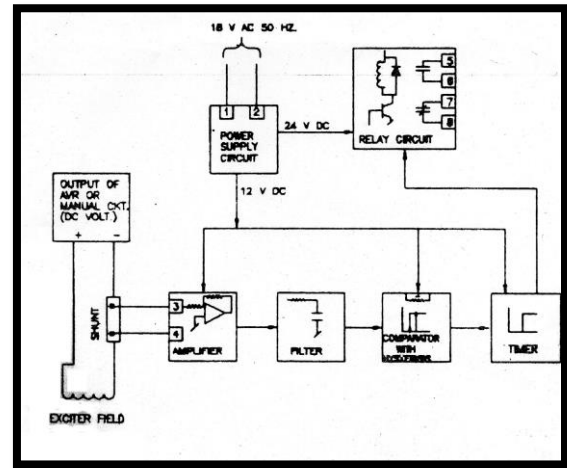 18 V AC 50 HZ.
1
2
POWER
SUPPLY
CIRCUIT
24 V DC
12 V DC
5
6
7
8
RELAY CIRCUIT
OUTPUT OF
AVR OR
MANUAL CKT.
(DC VOLT.)
+
-
SHUNT
3
4
AMPLIFIER
FILTER
COMPARATOR
WITH
TIMER
EXCITER FIELD